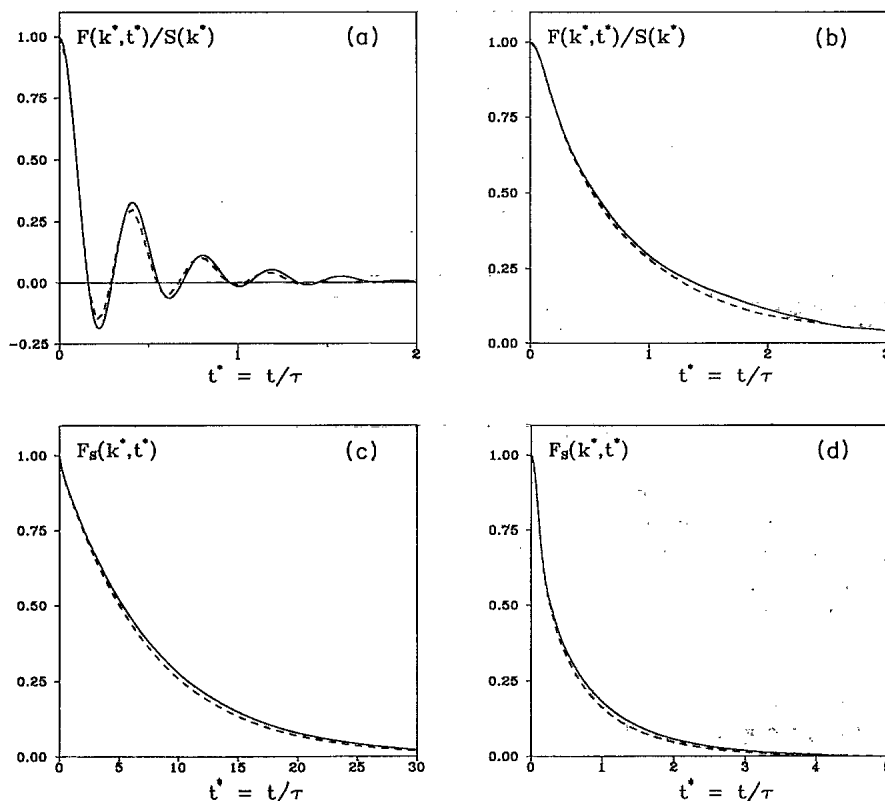 F(k*,t*)/S(k*) (a)
1.00
0.75
0.50
0.25
0.00
-0.25
0 1 2
t* = t/τ
F(k*,t*)/S(k*) (b)
1.00
0.75
0.50
0.25
0.00
0 1 2 3
t* = t/τ
Fs(k*,t*) (c)
1.00
0.75
0.50
0.25
0.00
0 5 10 15 20 25 30
t* = t/τ
Fs(k*,t*) (d)
1.00
0.75
0.50
0.25
0.00
0 1 2 3 4 5
t* = t/τ